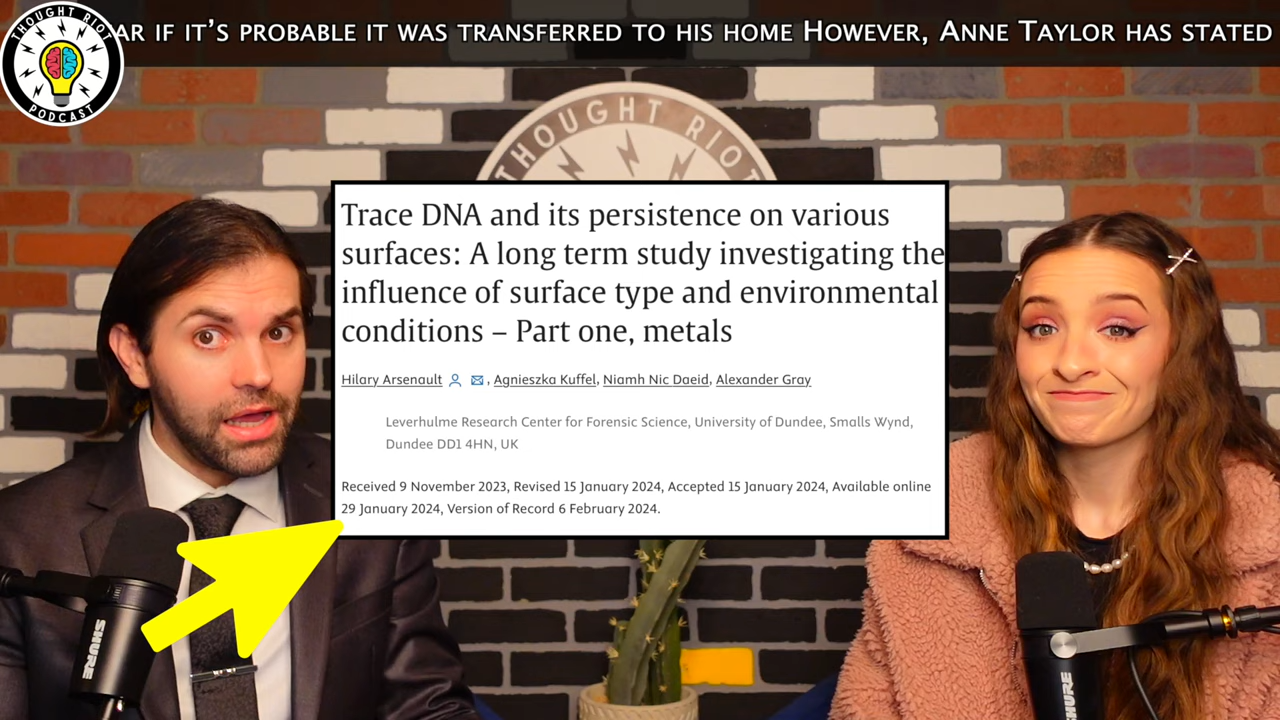 THOUGHT RIOT
PODCAST
AR IF IT’S PROBABLE IT WAS TRANSFERRED TO HIS HOME HOWEVER, ANNE TAYLOR HAS STATED
THOUGHT RIOT
Trace DNA and its persistence on various
surfaces: A long term study investigating the
influence of surface type and environmental
conditions – Part one, metals
Hilary Arsenault , Agnieszka Kuffel, Niamh Nic Daeid, Alexander Gray
Leverhulme Research Center for Forensic Science, University of Dundee, Smalls Wynd,
Dundee DD1 4HN, UK
Received 9 November 2023, Revised 15 January 2024, Accepted 15 January 2024, Available online
29 January 2024, Version of Record 6 February 2024.
SHURE
SHURE